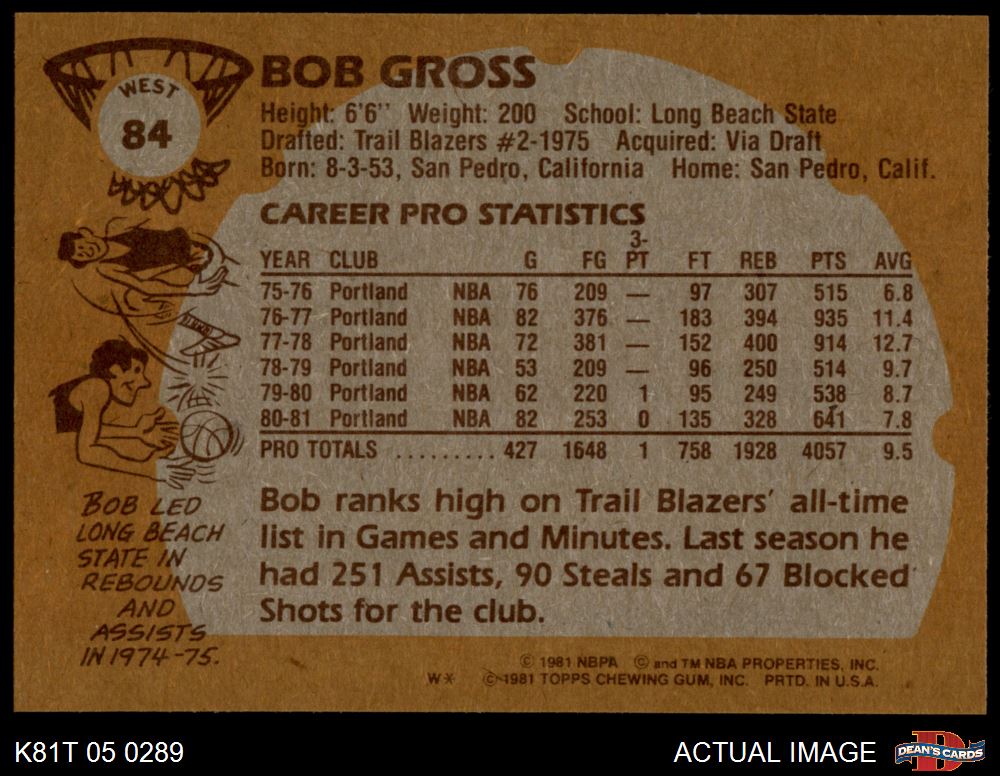 WEST
84
BOB GROSS
Height: 6'6'' Weight: 200 School: Long Beach State
Drafted: Trail Blazers #2-1975 Acquired: Via Draft
Born: 8-3-53, San Pedro, California Home: San Pedro, Calif.
CAREER PRO STATISTICS
YEAR CLUB G FG 3-PT FT REB PTS AVG
75-76 Portland NBA 76 209 — 97 307 515 6.8
76-77 Portland NBA 82 376 — 183 394 935 11.4
77-78 Portland NBA 72 381 — 152 400 914 12.7
78-79 Portland NBA 53 209 — 96 250 514 9.7
79-80 Portland NBA 62 220 1 95 249 538 8.7
80-81 Portland NBA 82 253 0 135 328 641 7.8
PRO TOTALS .......... 427 1648 1 758 1928 4057 9.5
BOB LED
LONG BEACH
STATE IN
REBOUNDS
AND
ASSISTS
IN 1974-75.
Bob ranks high on Trail Blazers' all-time
list in Games and Minutes. Last season he
had 251 Assists, 90 Steals and 67 Blocked
Shots for the club.
© 1981 NBPA © and TM NBA PROPERTIES, INC.
W* © 1981 TOPPS CHEWING GUM, INC. PRTD. IN U.S.A.
K81T 05 0289
ACTUAL IMAGE
DEAN'S CARDS